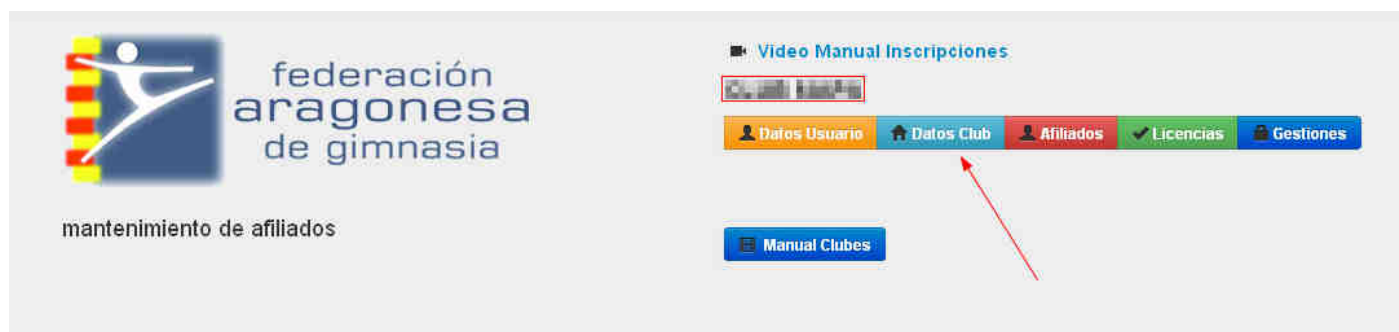 federación
aragonesa
de gimnasia
mantenimiento de afiliados
Video Manual Inscripciones
Datos Usuario
Datos Club
Afiliados
Licencias
Gestiones
Manual Clubes